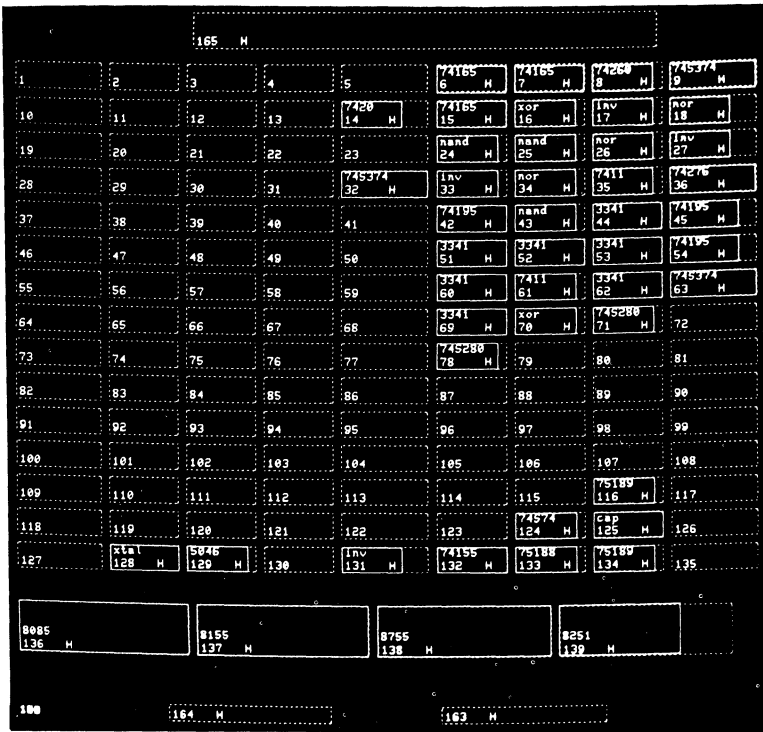 165 H
1 2 3 4 5 74165 6 H 74165 7 H 74260 8 H 745374 9 H
10 11 12 13 7420 14 H 74165 15 H xor 16 H Inv 17 H nor 18 H
19 20 21 22 23 nand 24 H nand 25 H nor 26 H Inv 27 H
28 29 30 31 745374 32 H Inv 33 H nor 34 H 7411 35 H 74276 36 H
37 38 39 40 41 74195 42 H nand 43 H 3341 44 H 74195 45 H
46 47 48 49 50 3341 51 H 3341 52 H 3341 53 H 74195 54 H
55 56 57 58 59 3341 60 H 7411 61 H 3341 62 H 745374 63 H
64 65 66 67 68 3341 69 H xor 70 H 745280 71 H 72
73 74 75 76 77 745280 78 H 79 80 81
82 83 84 85 86 87 88 89 90
91 92 93 94 95 96 97 98 99
100 101 102 103 104 105 106 107 108
109 110 111 112 113 114 115 75189 116 H 117
118 119 120 121 122 123 74574 124 H cap 125 H 126
127 xtal 128 H 5046 129 H 130 Inv 131 H 74155 132 H 75188 133 H 75189 134 H 135
8085 136 H 8155 137 H 8755 138 H 8251 139 H
100 164 H 163 H